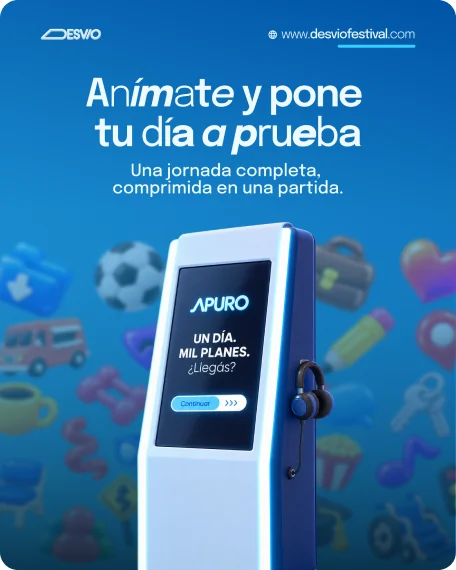 DESVIO
www.desviofestival.com
Anímate y pone
tu día a prueba
Una jornada completa,
comprimida en una partida.
APURO
UN DÍA.
MIL PLANES.
¿Llegás?
Continuar >>>